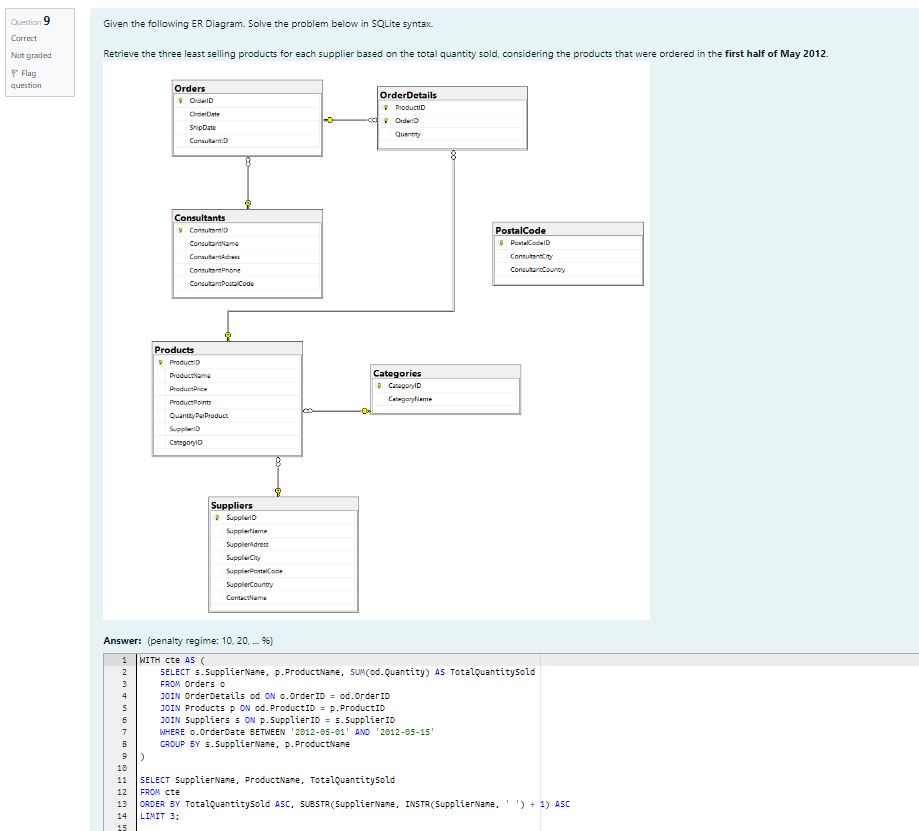 Question 9
Correct
Not graded
Flag
question
Given the following ER Diagram. Solve the problem below in SQLite syntax.
Retrieve the three least selling products for each supplier based on the total quantity sold, considering the products that were ordered in the first half of May 2012.
Orders
OrderID
OrderDate
ShipDate
ConsultantID
OrderDetails
ProductID
OrderID
Quantity
Consultants
ConsultantID
ConsultantName
ConsultantAdress
ConsultantPhone
ConsultantPostalCode
PostalCode
PostalCodeID
ConsultantCity
ConsultantCountry
Products
ProductID
ProductName
ProductPrice
ProductPoints
QuantityPerProduct
SupplierID
CategoryID
Categories
CategoryID
CategoryName
Suppliers
SupplierID
SupplierName
SupplierAdress
SupplierCity
SupplierPostalCode
SupplierCountry
ContactName
Answer: (penalty regime: 10, 20, ... %)
1 WITH cte AS (
2 SELECT s.SupplierName, p.ProductName, SUM(od.Quantity) AS TotalQuantitySold
3 FROM Orders o
4 JOIN OrderDetails od ON o.OrderID = od.OrderID
5 JOIN Products p ON od.ProductID = p.ProductID
6 JOIN Suppliers s ON p.SupplierID = s.SupplierID
7 WHERE o.OrderDate BETWEEN '2012-05-01' AND '2012-05-15'
8 GROUP BY s.SupplierName, p.ProductName
9 )
10
11 SELECT SupplierName, ProductName, TotalQuantitySold
12 FROM cte
13 ORDER BY TotalQuantitySold ASC, SUBSTR(SupplierName, INSTR(SupplierName, ' ') + 1) ASC
14 LIMIT 3;
15